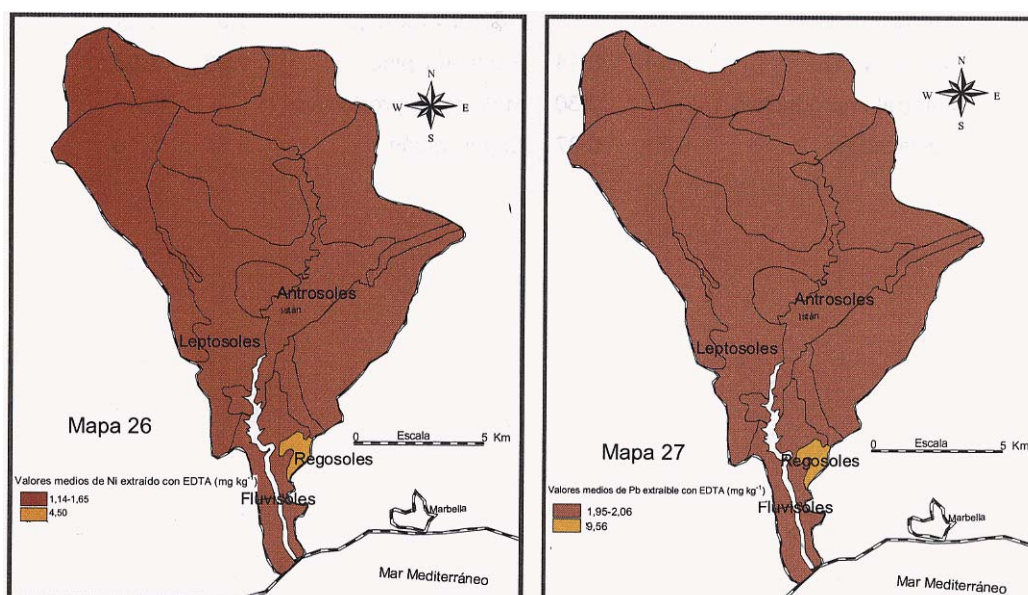 N
W E
S
Antrosoles
Istán
Leptosoles
Mapa 26
0 Escala 5 Km
Regosoles
Valores medios de Ni extraído con EDTA (mg kg⁻¹)
1,14-1,65
4,50
Fluvisoles
Marbella
Mar Mediterráneo
N
W E
S
Antrosoles
Istán
Leptosoles
Mapa 27
0 Escala 5 Km
Regosoles
Valores medios de Pb extraíble con EDTA (mg kg⁻¹)
1,95-2,06
9,56
Fluvisoles
Marbella
Mar Mediterráneo